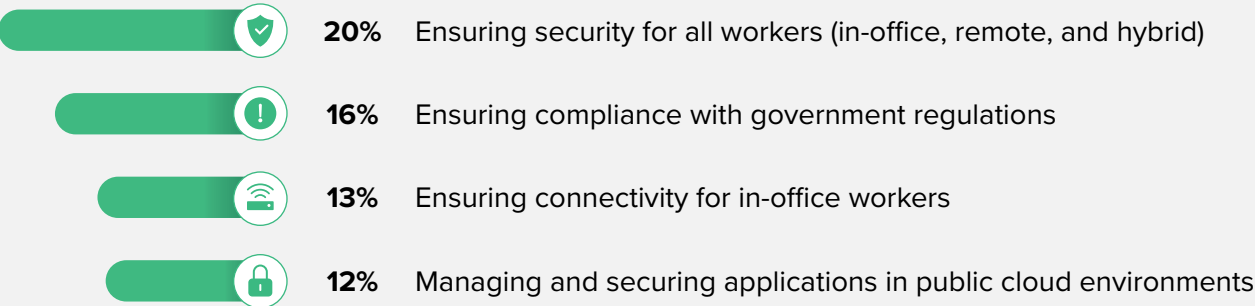 20% Ensuring security for all workers (in-office, remote, and hybrid)
16% Ensuring compliance with government regulations
13% Ensuring connectivity for in-office workers
12% Managing and securing applications in public cloud environments